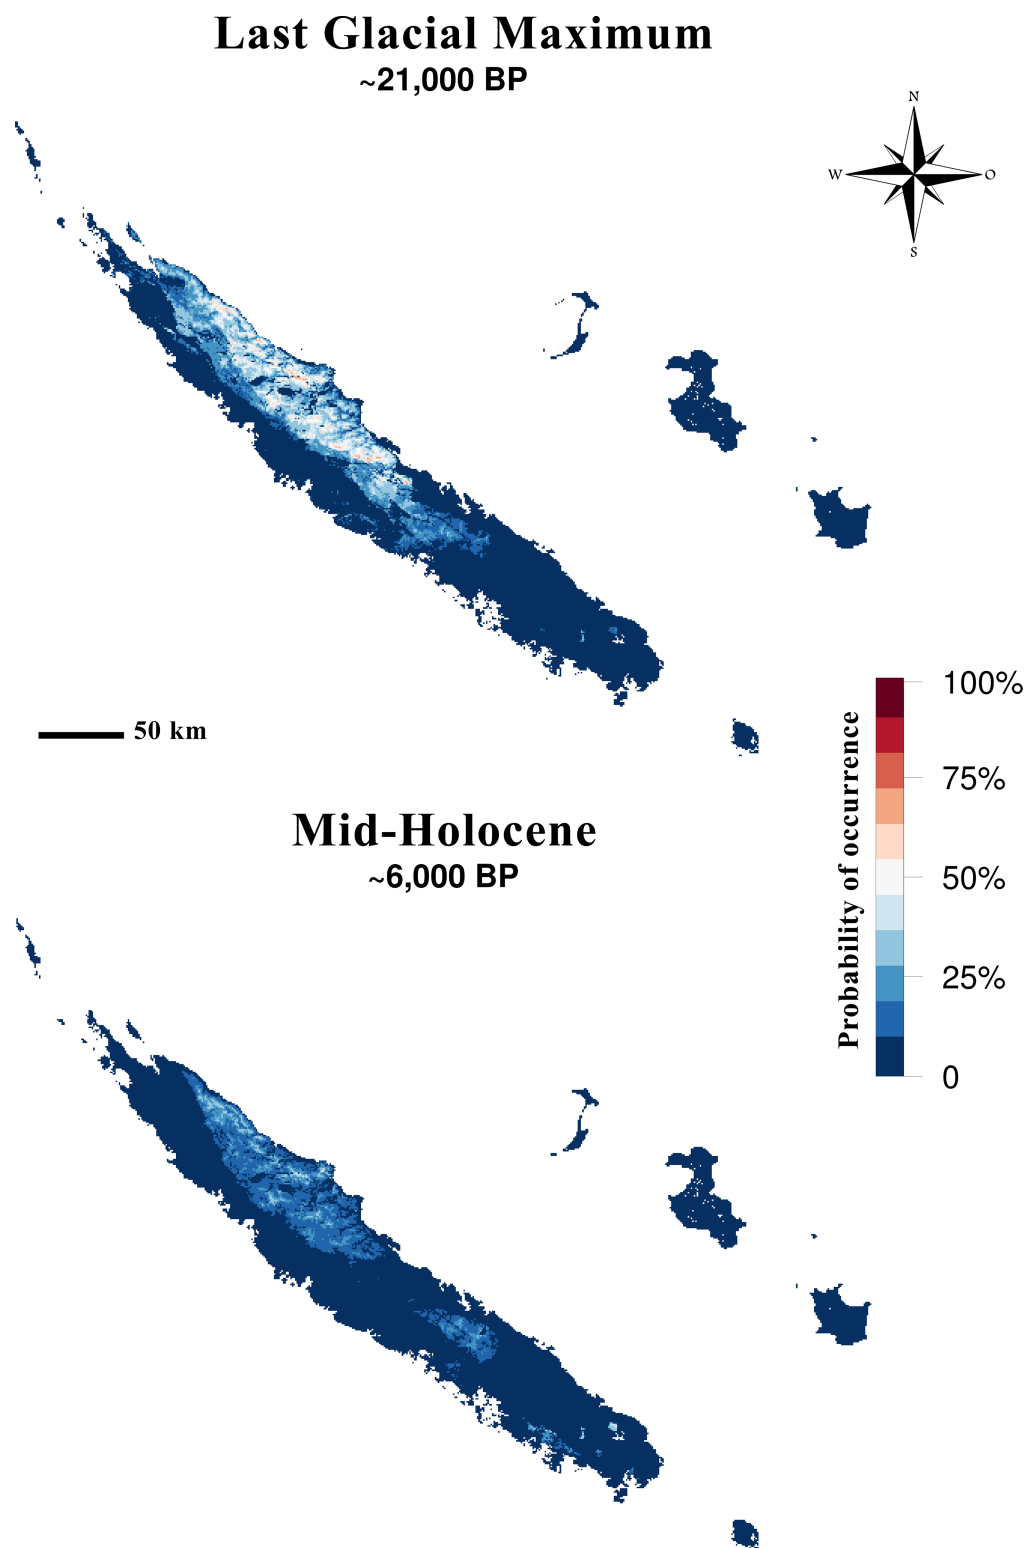 Last Glacial Maximum
~21,000 BP
N
W
O
S
50 km
Probability of occurrence
100%
75%
50%
25%
0
Mid-Holocene
~6,000 BP